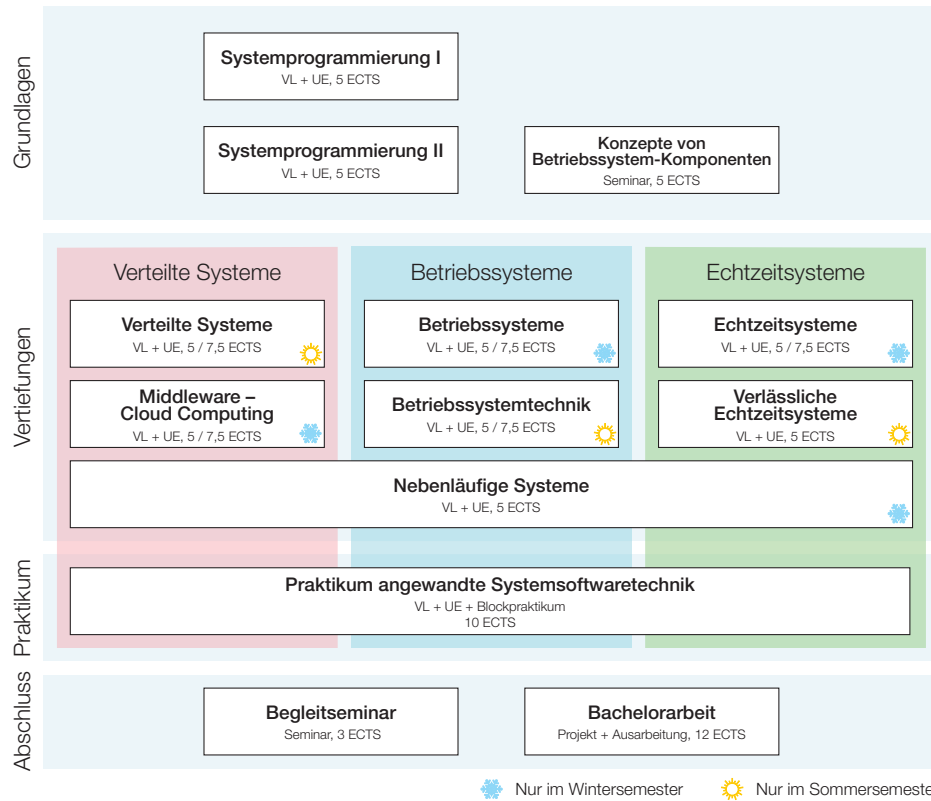 Grundlagen
Systemprogrammierung I
VL + UE, 5 ECTS
Systemprogrammierung II
VL + UE, 5 ECTS
Konzepte von
Betriebssystem-Komponenten
Seminar, 5 ECTS
Vertiefungen
Verteilte Systeme
Betriebssysteme
Echtzeitsysteme
Verteilte Systeme
VL + UE, 5 / 7,5 ECTS
Betriebssysteme
VL + UE, 5 / 7,5 ECTS
Echtzeitsysteme
VL + UE, 5 / 7,5 ECTS
Middleware –
Cloud Computing
VL + UE, 5 / 7,5 ECTS
Betriebssystemtechnik
VL + UE, 5 / 7,5 ECTS
Verlässliche
Echtzeitsysteme
VL + UE, 5 ECTS
Nebenläufige Systeme
VL + UE, 5 ECTS
Praktikum
Praktikum angewandte Systemsoftwaretechnik
VL + UE + Blockpraktikum
10 ECTS
Abschluss
Begleitseminar
Seminar, 3 ECTS
Bachelorarbeit
Projekt + Ausarbeitung, 12 ECTS
Nur im Wintersemester
Nur im Sommersemeste